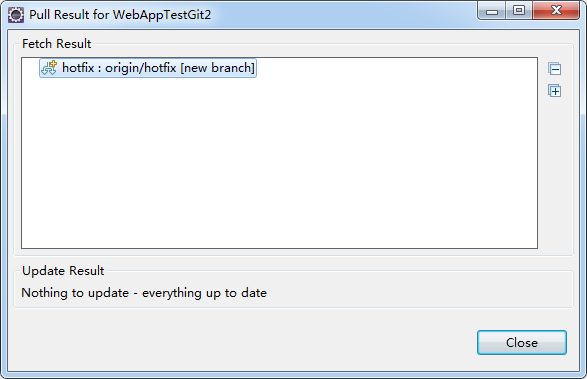 Pull Result for WebAppTestGit2
Fetch Result
hotfix : origin/hotfix [new branch]
Update Result
Nothing to update - everything up to date
Close